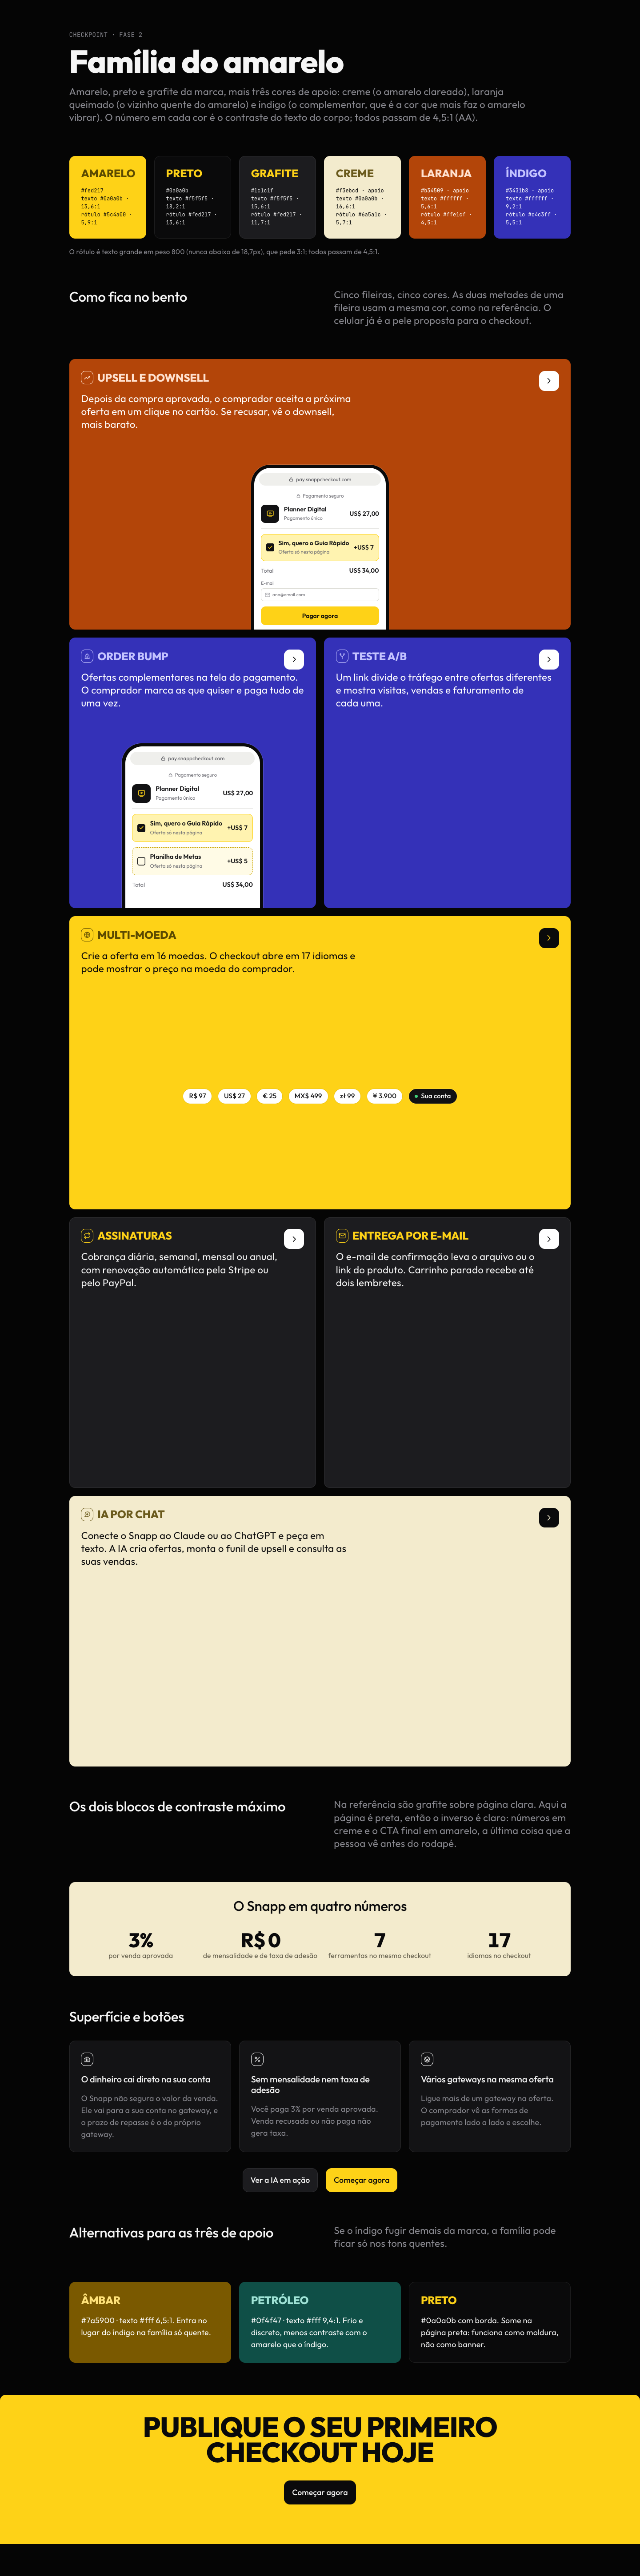 CHECKPOINT · FASE 2
Família do amarelo
Amarelo, preto e grafite da marca, mais três cores de apoio: creme (o amarelo clareado), laranja
queimado (o vizinho quente do amarelo) e índigo (o complementar, que é a cor que mais faz o amarelo
vibrar). O número em cada cor é o contraste do texto do corpo; todos passam de 4,5:1 (AA).
AMARELO
#fed217
texto #0a0a0b ·
13,6:1
rótulo #5c4a00 ·
5,9:1
PRETO
#0a0a0b
texto #f5f5f5 ·
18,2:1
rótulo #fed217 ·
13,6:1
GRAFITE
#1c1c1f
texto #f5f5f5 ·
15,6:1
rótulo #fed217 ·
11,7:1
CREME
#f3ebcd · apoio
texto #0a0a0b ·
16,6:1
rótulo #6a5a1c ·
5,7:1
LARANJA
#b34509 · apoio
texto #ffffff ·
5,6:1
rótulo #ffe1cf ·
4,5:1
ÍNDIGO
#3431b8 · apoio
texto #ffffff ·
9,2:1
rótulo #c4c3ff ·
5,5:1
O rótulo é texto grande em peso 800 (nunca abaixo de 18,7px), que pede 3:1; todos passam de 4,5:1.
Como fica no bento
Cinco fileiras, cinco cores. As duas metades de uma
fileira usam a mesma cor, como na referência. O
celular já é a pele proposta para o checkout.
UPSELL E DOWNSELL
Depois da compra aprovada, o comprador aceita a próxima
oferta em um clique no cartão. Se recusar, vê o downsell,
mais barato.
pay.snappcheckout.com
Pagamento seguro
Planner Digital
Pagamento único
US$ 27,00
Sim, quero o Guia Rápido
Oferta só nesta página
+US$ 7
Total
US$ 34,00
E-mail
ana@email.com
Pagar agora
ORDER BUMP
Ofertas complementares na tela do pagamento.
O comprador marca as que quiser e paga tudo de
uma vez.
pay.snappcheckout.com
Pagamento seguro
Planner Digital
Pagamento único
US$ 27,00
Sim, quero o Guia Rápido
Oferta só nesta página
+US$ 7
Planilha de Metas
Oferta só nesta página
+US$ 5
Total
US$ 34,00
TESTE A/B
Um link divide o tráfego entre ofertas diferentes
e mostra visitas, vendas e faturamento de
cada uma.
MULTI-MOEDA
Crie a oferta em 16 moedas. O checkout abre em 17 idiomas e
pode mostrar o preço na moeda do comprador.
R$ 97
US$ 27
€ 25
MX$ 499
zł 99
¥ 3.900
Sua conta
ASSINATURAS
Cobrança diária, semanal, mensal ou anual,
com renovação automática pela Stripe ou
pelo PayPal.
ENTREGA POR E-MAIL
O e-mail de confirmação leva o arquivo ou o
link do produto. Carrinho parado recebe até
dois lembretes.
IA POR CHAT
Conecte o Snapp ao Claude ou ao ChatGPT e peça em
texto. A IA cria ofertas, monta o funil de upsell e consulta as
suas vendas.
Os dois blocos de contraste máximo
Na referência são grafite sobre página clara. Aqui a
página é preta, então o inverso é claro: números em
creme e o CTA final em amarelo, a última coisa que a
pessoa vê antes do rodapé.
O Snapp em quatro números
3%
por venda aprovada
R$ 0
de mensalidade e de taxa de adesão
7
ferramentas no mesmo checkout
17
idiomas no checkout
Superfície e botões
O dinheiro cai direto na sua conta
O Snapp não segura o valor da venda.
Ele vai para a sua conta no gateway, e
o prazo de repasse é o do próprio
gateway.
Sem mensalidade nem taxa de
adesão
Você paga 3% por venda aprovada.
Venda recusada ou não paga não
gera taxa.
Vários gateways na mesma oferta
Ligue mais de um gateway na oferta.
O comprador vê as formas de
pagamento lado a lado e escolhe.
Ver a IA em ação
Começar agora
Alternativas para as três de apoio
Se o índigo fugir demais da marca, a família pode
ficar só nos tons quentes.
ÂMBAR
#7a5900 · texto #fff 6,5:1. Entra no
lugar do índigo na família só quente.
PETRÓLEO
#0f4f47 · texto #fff 9,4:1. Frio e
discreto, menos contraste com o
amarelo que o índigo.
PRETO
#0a0a0b com borda. Some na
página preta: funciona como moldura,
não como banner.
PUBLIQUE O SEU PRIMEIRO
CHECKOUT HOJE
Começar agora